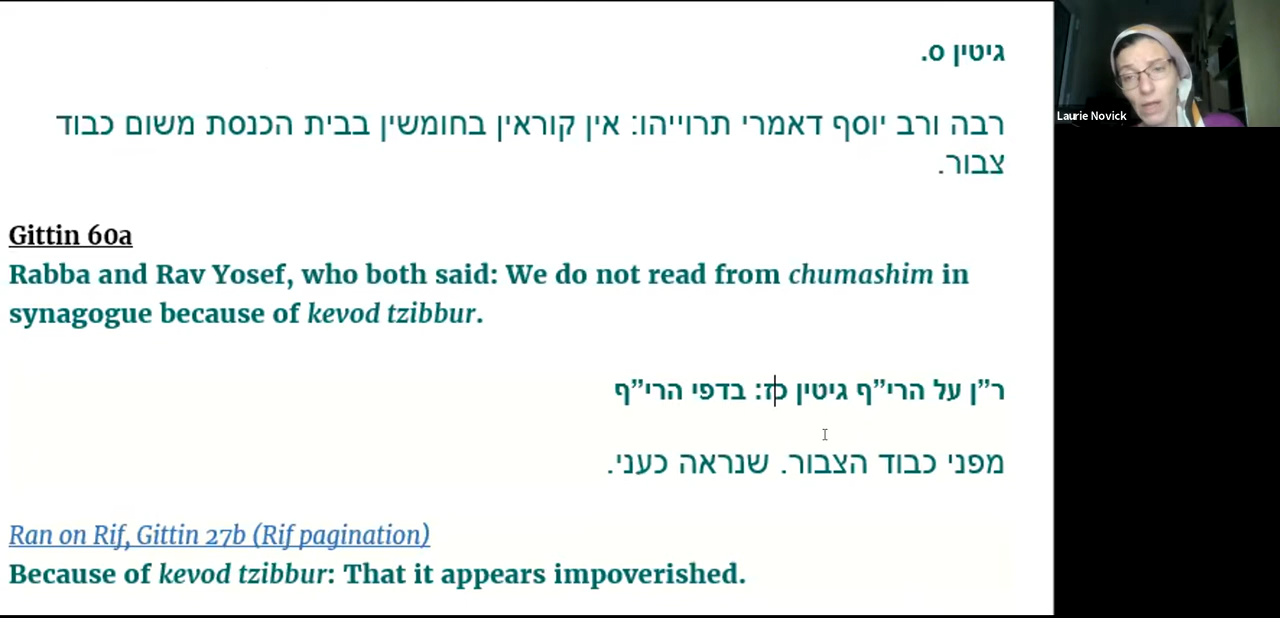 גיטין ס.
רבה ורב יוסף דאמרי תרוייהו: אין קוראין בחומשין בבית הכנסת משום כבוד
צבור.
Gittin 60a
Rabba and Rav Yosef, who both said: We do not read from chumashim in
synagogue because of kevod tzibbur.
ר”ן על הרי”ף גיטין כז: בדפי הרי”ף
מפני כבוד הצבור. שנראה כעני.
Ran on Rif, Gittin 27b (Rif pagination)
Because of kevod tzibbur: That it appears impoverished.
Laurie Novick